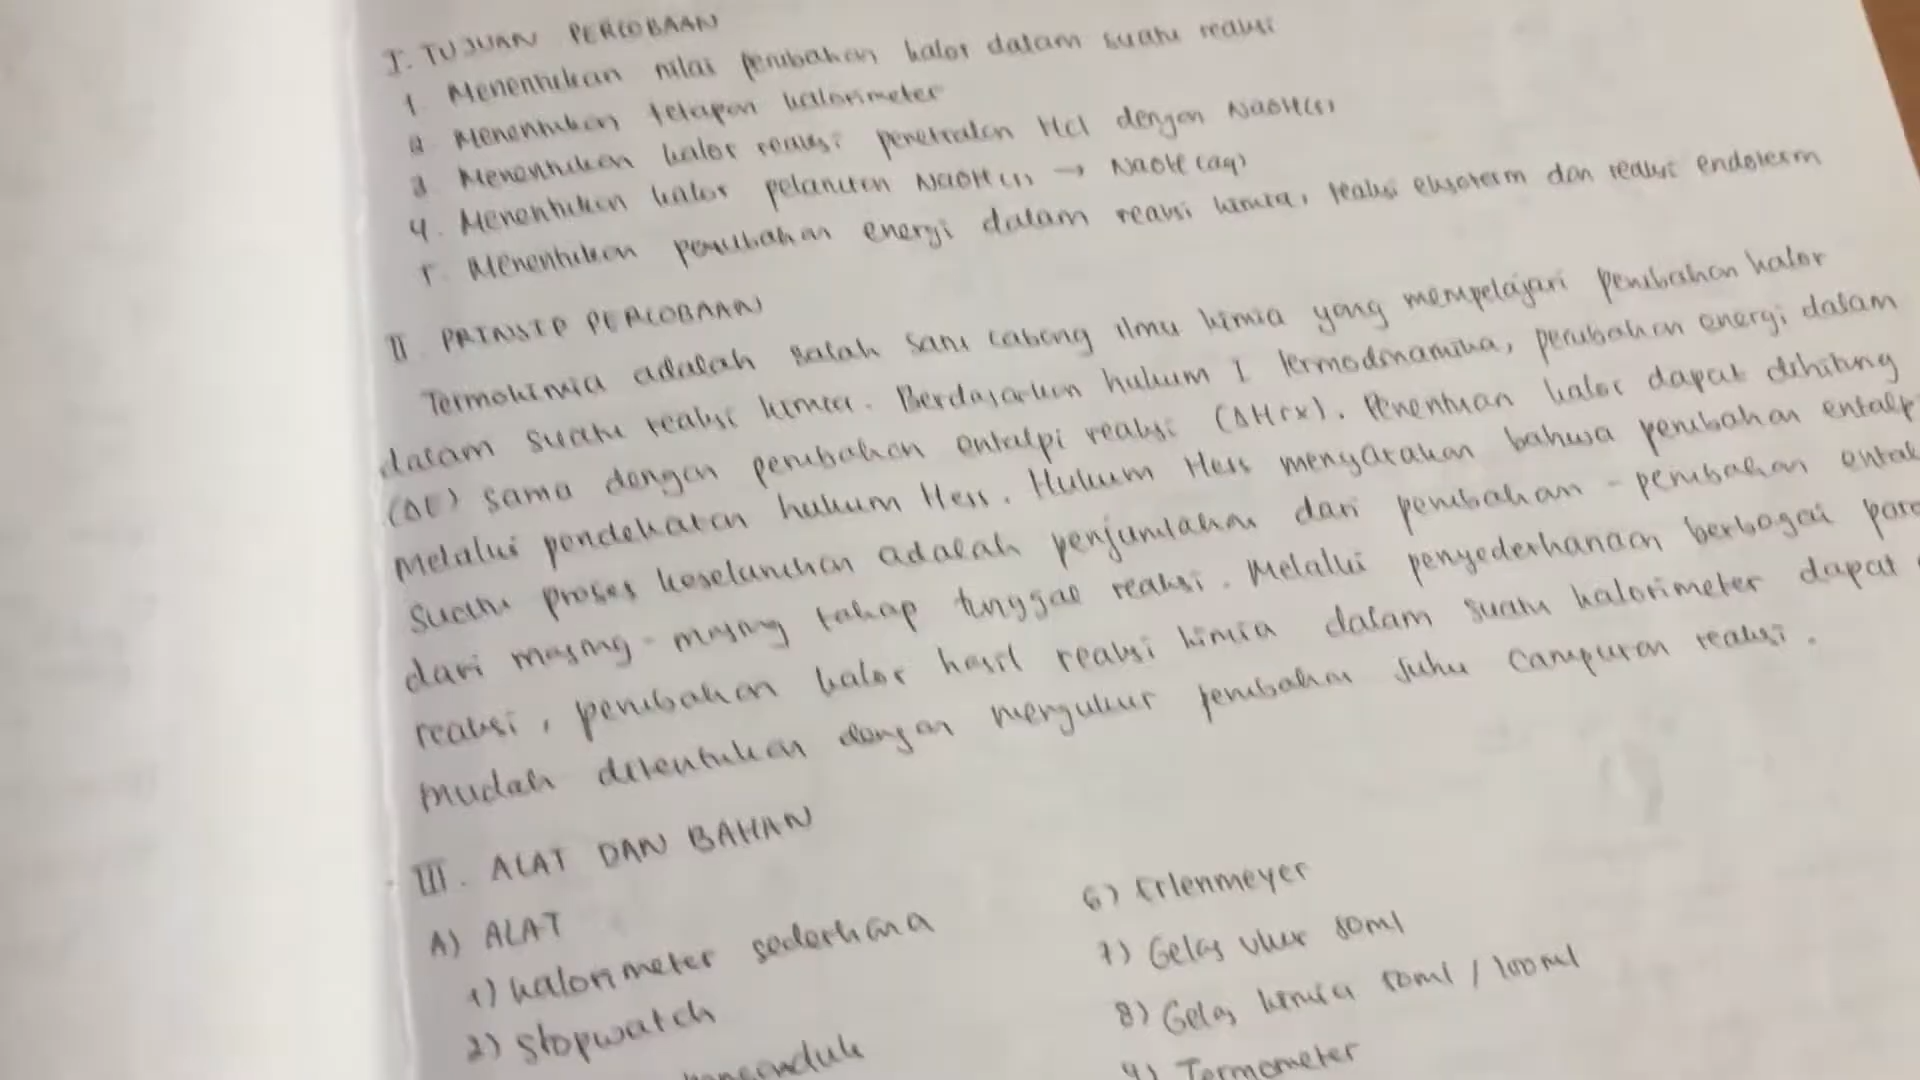 I. TUJUAN PERCOBAAN
1. Menentukan nilai perubahan kalor dalam suatu reaksi
2. Menentukan tetapan kalorimeter
3. Menentukan kalor reaksi penetralan HCl dengan NaOH(s)
4. Menentukan kalor pelarutan NaOH(s) → NaOH(aq)
5. Menentukan perubahan energi dalam reaksi kimia, reaksi eksoterm dan reaksi endoterm
II. PRINSIP PERCOBAAN
Termokimia adalah salah satu cabang ilmu kimia yang mempelajari perubahan kalor
dalam suatu reaksi kimia. Berdasarkan hukum I termodinamika, perubahan energi dalam
(ΔE) sama dengan perubahan entalpi reaksi (ΔHrx). Penentuan kalor dapat dihitung
melalui pendekatan hukum Hess. Hukum Hess menyatakan bahwa perubahan entalp
suatu proses keseluruhan adalah penjumlahan dari perubahan - perubahan ental
dari masing - masing tahap tunggal reaksi. Melalui penyederhanaan berbagai para
reaksi, perubahan kalor hasil reaksi kimia dalam suatu kalorimeter dapat
mudah ditentukan dengan mengukur perubahan suhu campuran reaksi.
III. ALAT DAN BAHAN
A) ALAT
1) kalorimeter sederhana
2) stopwatch
pengaduk
6) Erlenmeyer
7) Gelas ukur 50ml
8) Gelas kimia 50ml / 100ml
9) Termometer